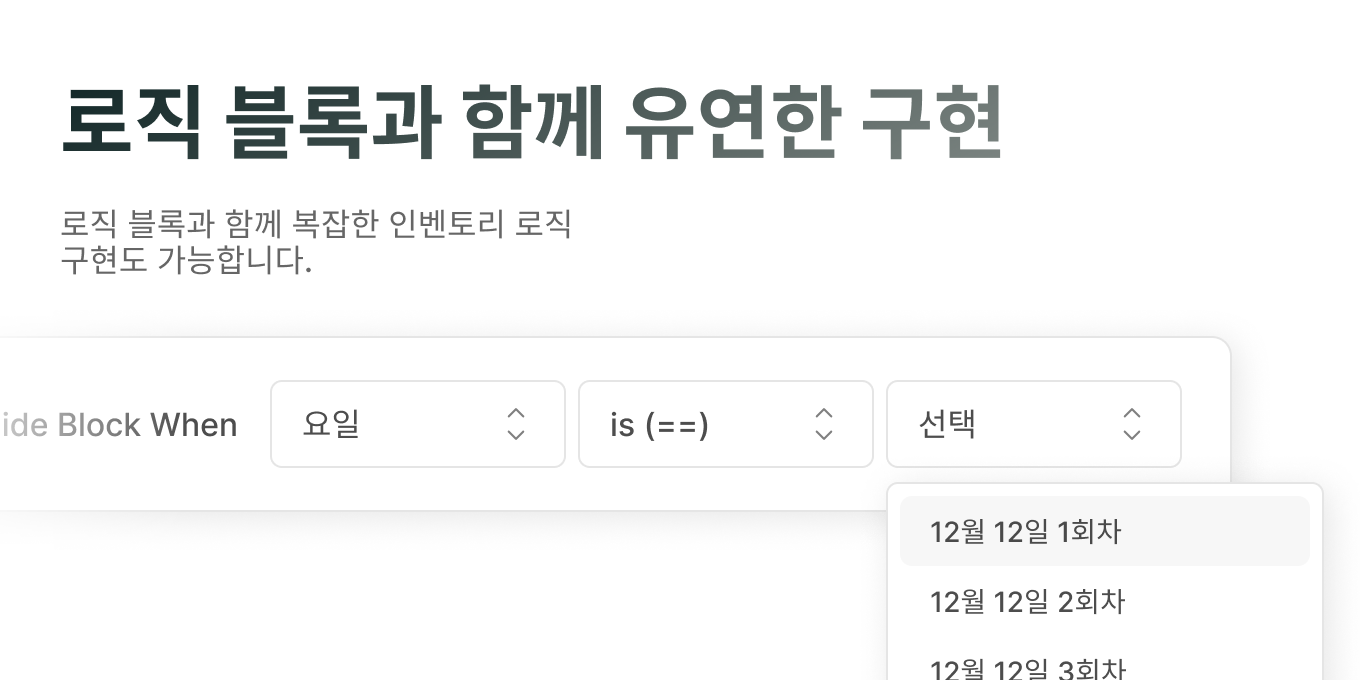 로직 블록과 함께 유연한 구현
로직 블록과 함께 복잡한 인벤토리 로직
구현도 가능합니다.
ide Block When 요일 is (==) 선택
12월 12일 1회차
12월 12일 2회차
12월 12일 3회차